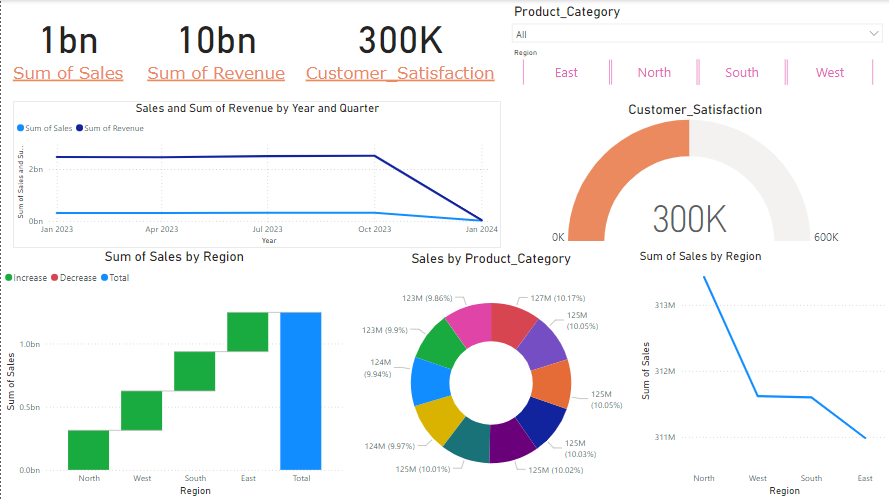 1bn
Sum of Sales
10bn
Sum of Revenue
300K
Customer_Satisfaction
Product_Category
All
Region
East
North
South
West
Sales and Sum of Revenue by Year and Quarter
Sum of Sales
Sum of Revenue
Sum of Sales and Su...
2bn
0bn
Jan 2023
Apr 2023
Jul 2023
Oct 2023
Jan 2024
Year
Customer_Satisfaction
300K
0K
600K
Sum of Sales by Region
Increase
Decrease
Total
Sum of Sales
1.0bn
0.5bn
0.0bn
North
West
South
East
Total
Region
Sales by Product_Category
123M (9.86%)
127M (10.17%)
123M (9.9%)
125M
(10.05%)
124M
(9.94%)
125M
(10.05%)
124M (9.97%)
125M
(10.03%)
125M (10.01%)
125M (10.02%)
Sum of Sales by Region
Sum of Sales
313M
312M
311M
North
West
South
East
Region